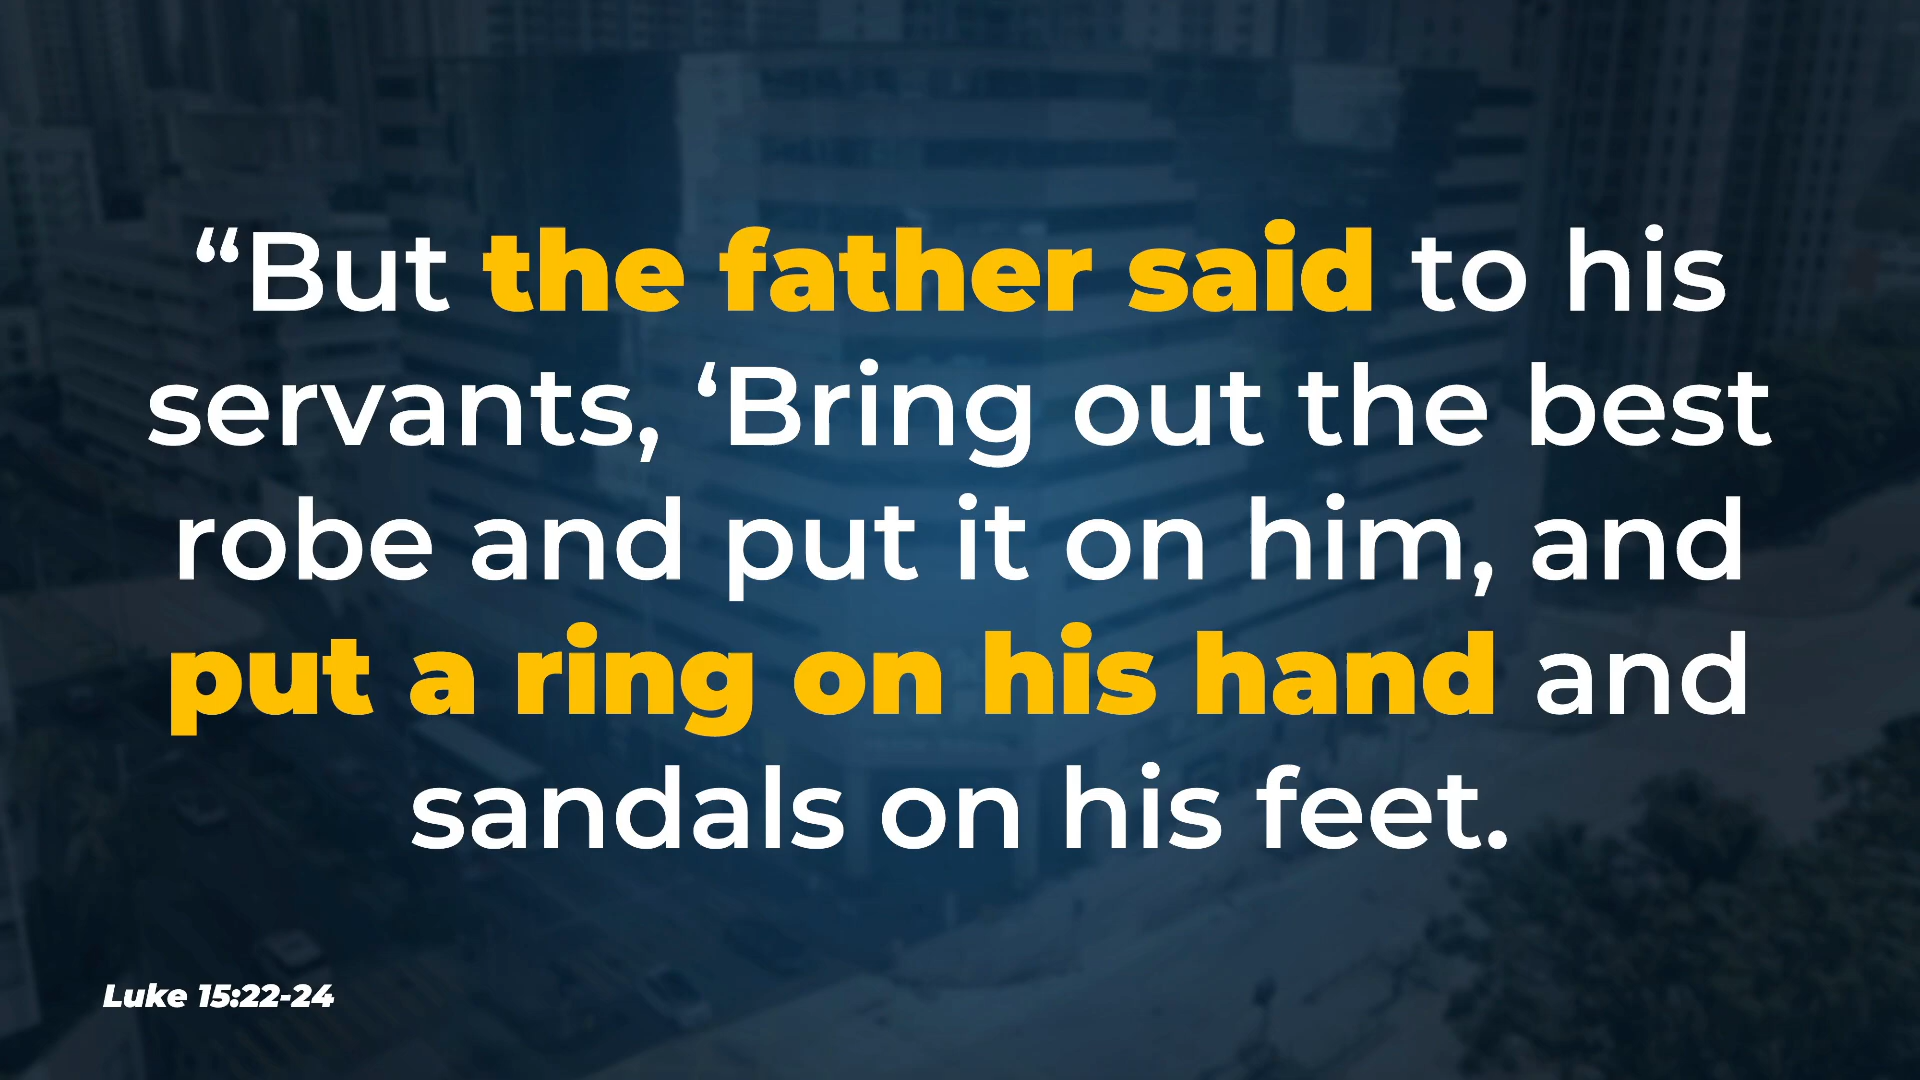 “But the father said to his
servants, ‘Bring out the best
robe and put it on him, and
put a ring on his hand and
sandals on his feet.
Luke 15:22-24